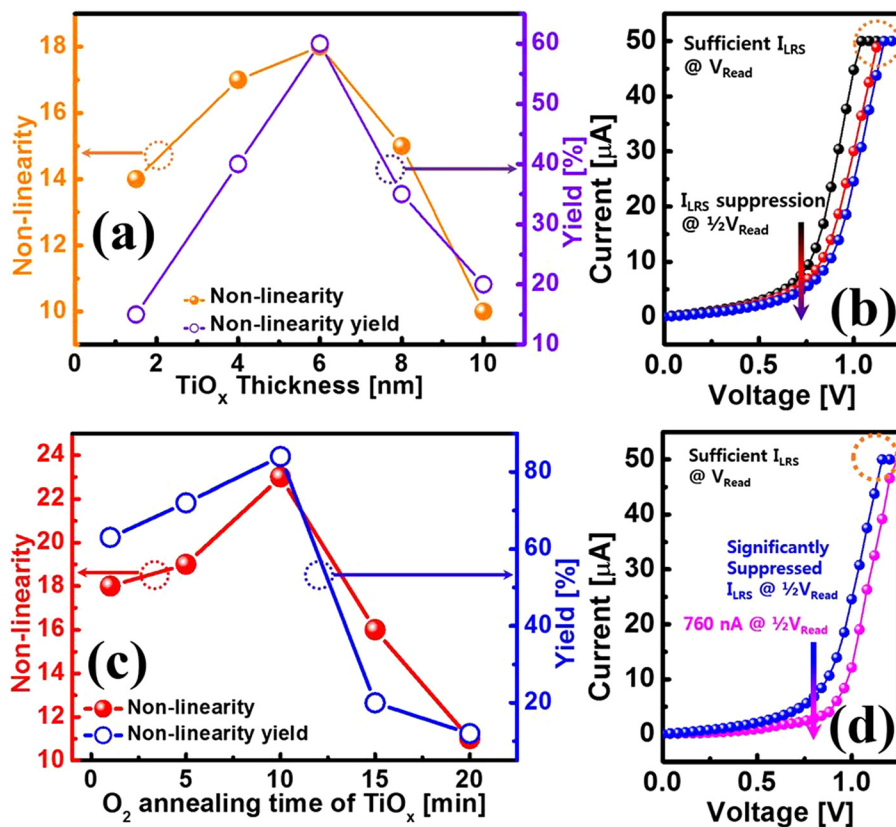 (a)
Non-linearity
18
16
14
12
10
Yield [%]
60
50
40
30
20
10
Non-linearity
Non-linearity yield
0 2 4 6 8 10
TiOx Thickness [nm]
(b)
Current [µA]
50
40
30
20
10
0
Sufficient ILRS
@ VRead
ILRS suppression
@ ½VRead
0.0 0.5 1.0
Voltage [V]
(c)
Non-linearity
24
22
20
18
16
14
12
10
Yield [%]
80
60
40
20
Non-linearity
Non-linearity yield
0 5 10 15 20
O2 annealing time of TiOx [min]
(d)
Current [µA]
50
40
30
20
10
0
Sufficient ILRS
@ VRead
Significantly
Suppressed
ILRS @ ½VRead
760 nA @ ½VRead
0.0 0.5 1.0
Voltage [V]